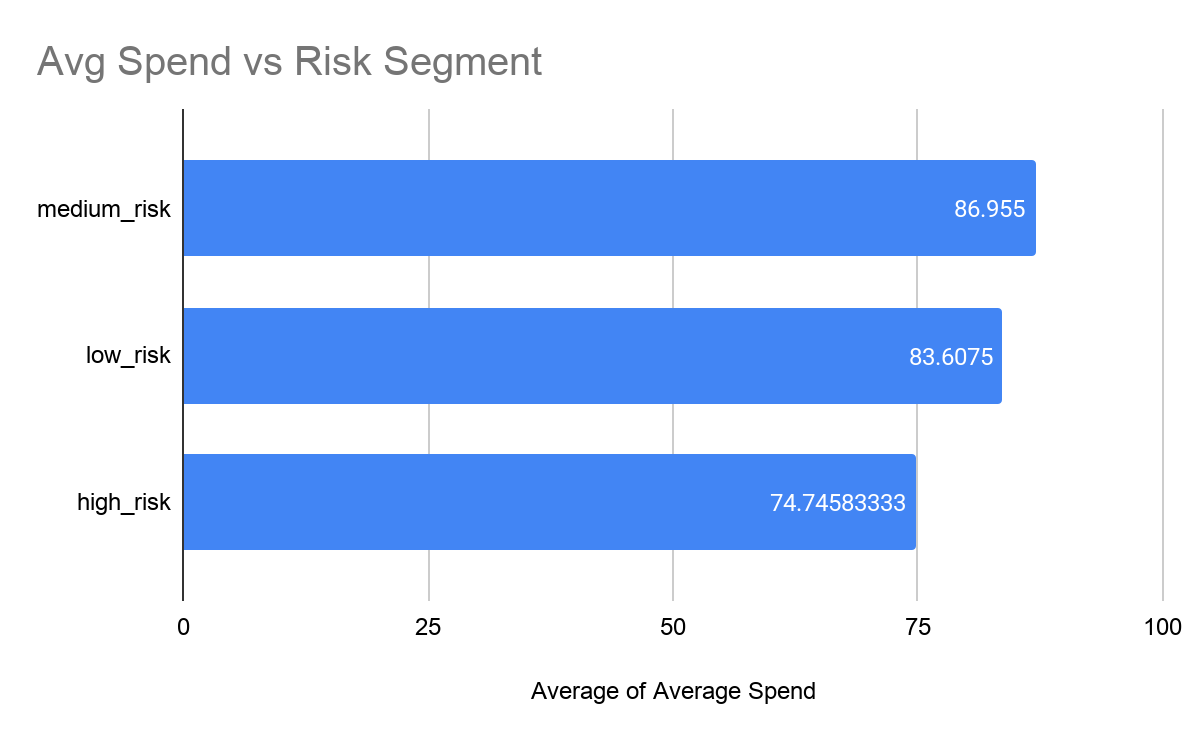 Avg Spend vs Risk Segment
medium_risk 86.955
low_risk 83.6075
high_risk 74.74583333
0 25 50 75 100
Average of Average Spend